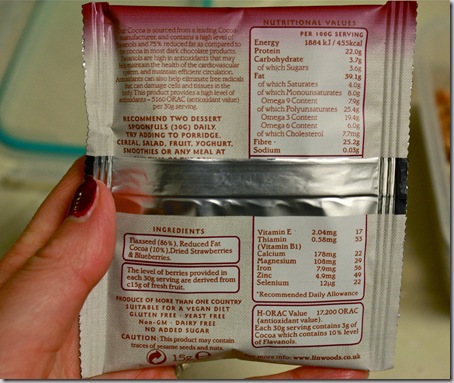 Our Cocoa is sourced from a leading Cocoa
manufacturer, and contains a high level of
flavanols and 75% reduced fat as compared to
cocoa in most dark chocolate products.
Flavanols are high in antioxidants that may
maintain the health of the cardiovascular
system, and maintain efficient circulation.
Antioxidants can also help eliminate free radicals
that can damage cells and tissues in the
body. This product provides a high level of
antioxidants - 5160 ORAC (antioxidant value)
per 30g serving.
RECOMMEND TWO DESSERT
SPOONFULS (30G) DAILY.
TRY ADDING TO PORRIDGE,
CEREAL, SALAD, FRUIT, YOGHURT,
SMOOTHIES OR ANY MEAL AT
NUTRITIONAL VALUES
PER 100G SERVING
Energy 1884 kJ / 455kcal
Protein 22.0g
Carbohydrate 3.7g
of which Sugars 3.6g
Fat 39.1g
of which Saturates 4.0g
of which Monounsaturates 8.0g
Omega 9 Content 7.9g
of which Polyunsaturates 25.4g
Omega 3 Content 19.4g
Omega 6 Content 6.0g
of which Cholesterol 7.7mg
Fibre 25.2g
Sodium 0.03g
INGREDIENTS
Flaxseed (86%), Reduced Fat
Cocoa (10%), Dried Strawberries
& Blueberries.
The level of berries provided in
each 30g serving are derived from
c15g of fresh fruit.
PRODUCE OF MORE THAN ONE COUNTRY
SUITABLE FOR A VEGAN DIET
GLUTEN FREE - YEAST FREE
Non-GM - DAIRY FREE
NO ADDED SUGAR
CAUTION: This product may contain
traces of sesame seeds and nuts.
15g e
Vitamin E 2.04mg 17
Thiamin 0.58mg 53
(Vitamin B1)
Calcium 178mg 22
Magnesium 108mg 29
Iron 7.9mg 56
Zinc 4.9mg 49
Selenium 12µg 22
*Recommended Daily Allowance
H-ORAC Value 17,200 ORAC
(antioxidant value).
Each 30g serving contains 3g of
Cocoa which contains 10% level
of Flavanols.
For more info: www.linwoods.co.uk